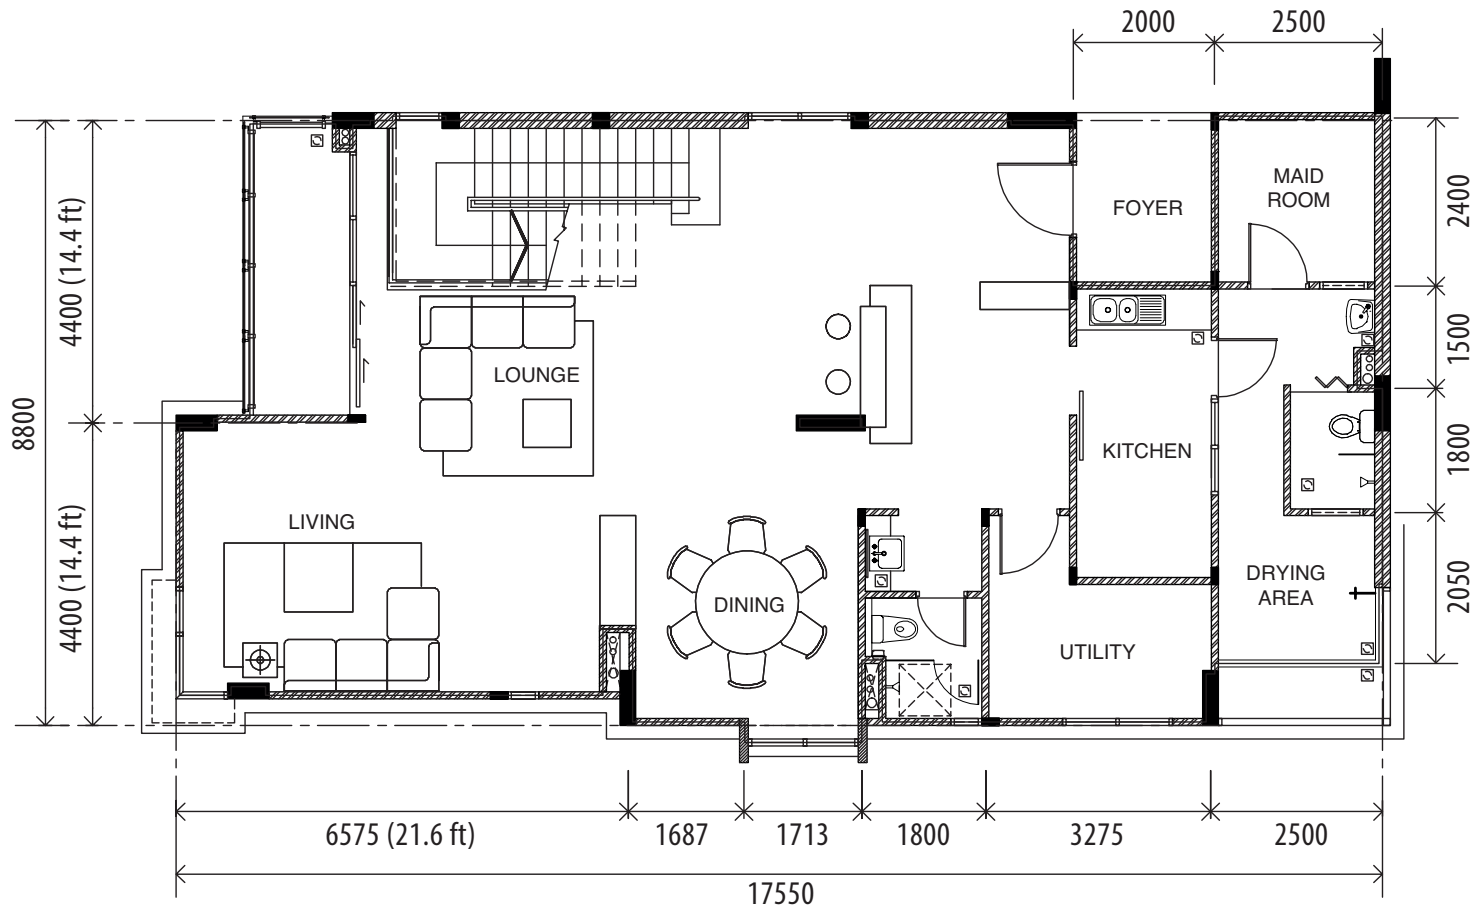 2000
2500
MAID
ROOM
FOYER
2400
4400 (14.4 ft)
1500
LOUNGE
8800
KITCHEN
1800
LIVING
4400 (14.4 ft)
DRYING
AREA
2050
DINING
UTILITY
6575 (21.6 ft)
1687
1713
1800
3275
2500
17550